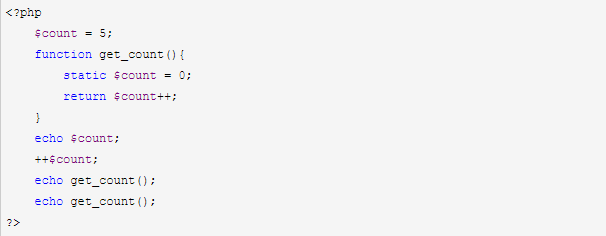 <?php
    $count = 5;
    function get_count(){
        static $count = 0;
        return $count++;
    }
    echo $count;
    ++$count;
    echo get_count();
    echo get_count();
?>